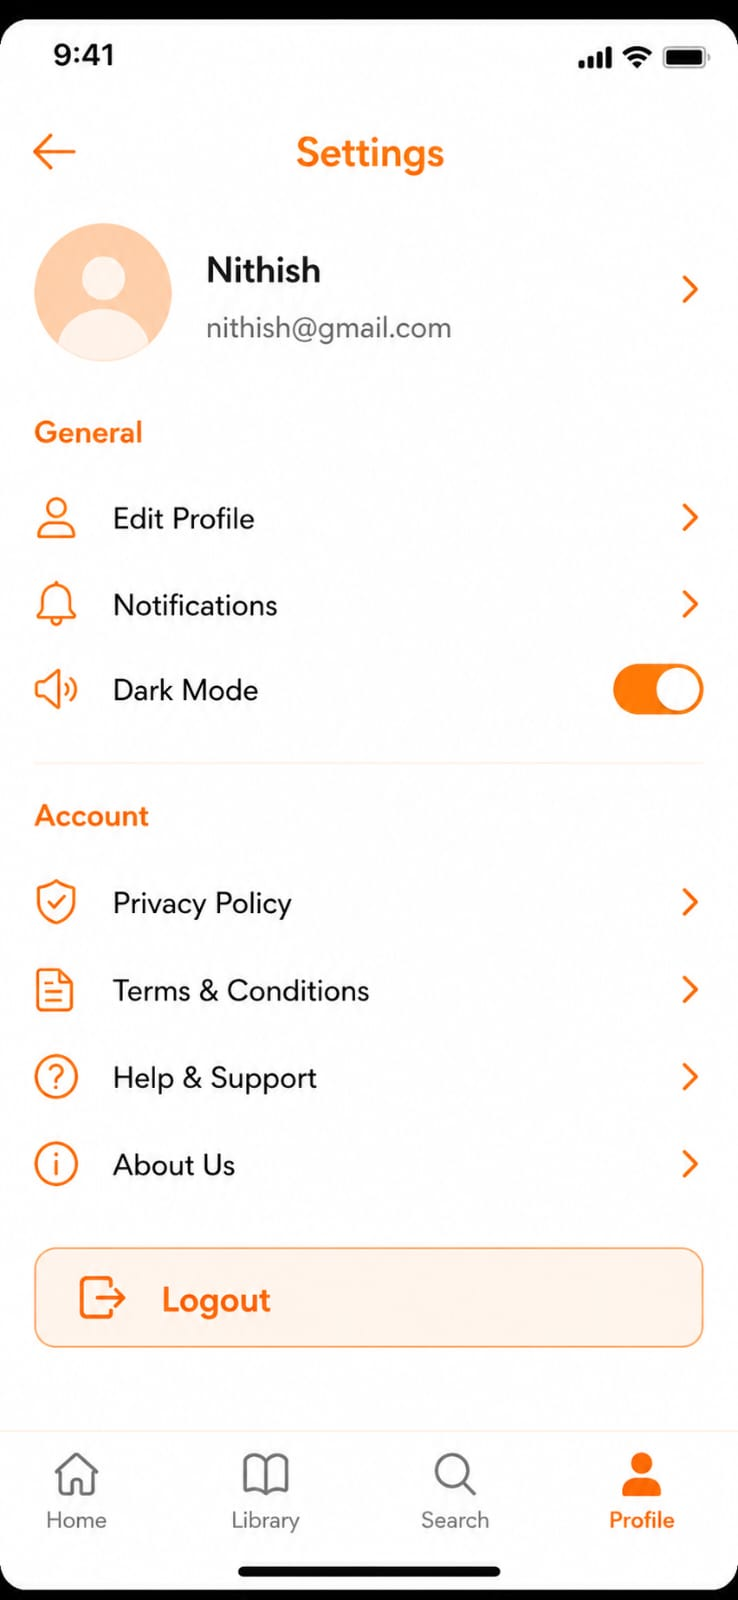 9:41
Settings
Nithish
nithish@gmail.com
General
Edit Profile
Notifications
Dark Mode
Account
Privacy Policy
Terms & Conditions
Help & Support
About Us
Logout
Home Library Search Profile